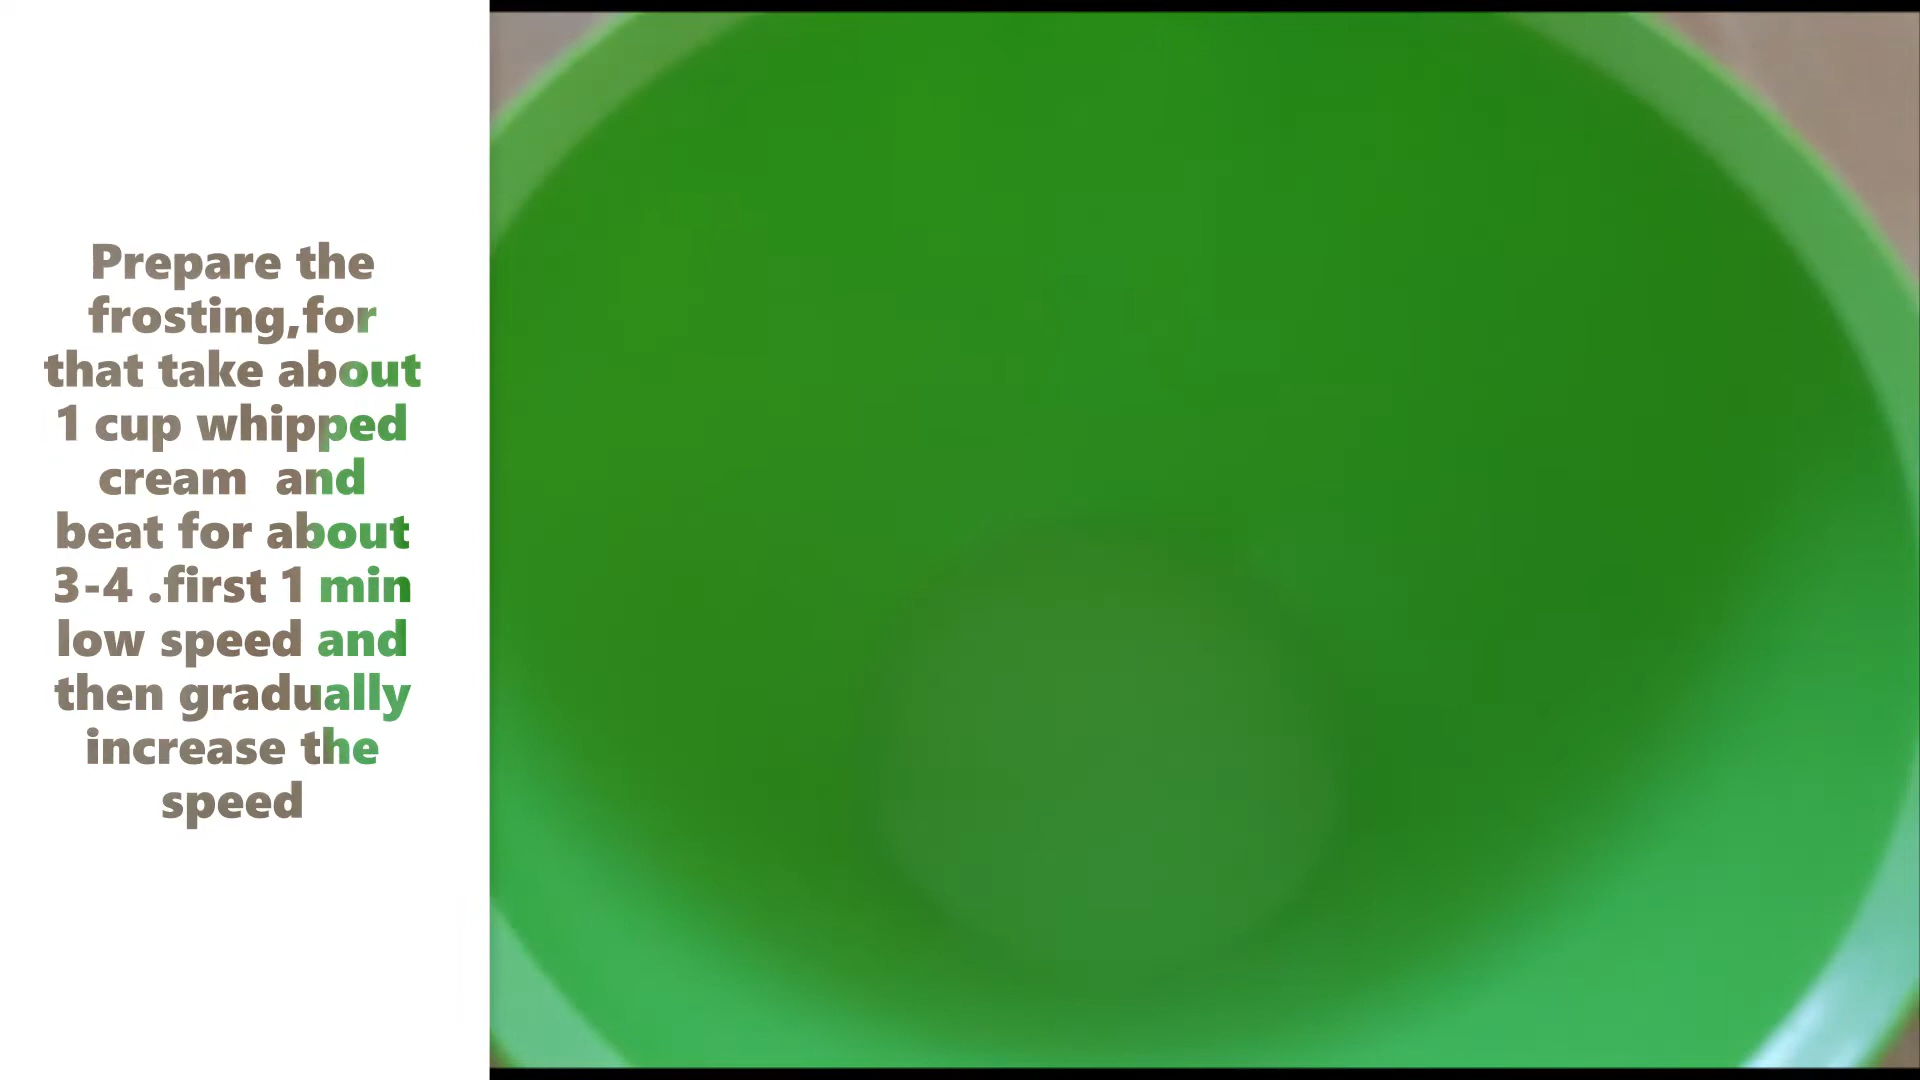 Prepare the
frosting,for
that take about
1 cup whipped
cream  and
beat for about
3-4 .first 1 min
low speed and
then gradually
increase the
speed